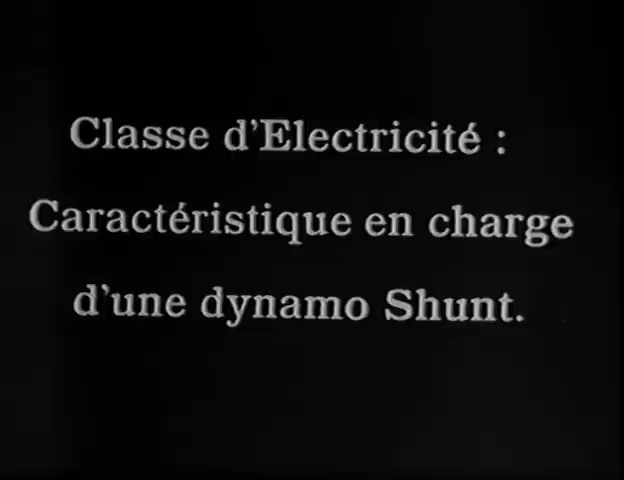 Classe d'Electricité :
Caractéristique en charge
d'une dynamo Shunt.